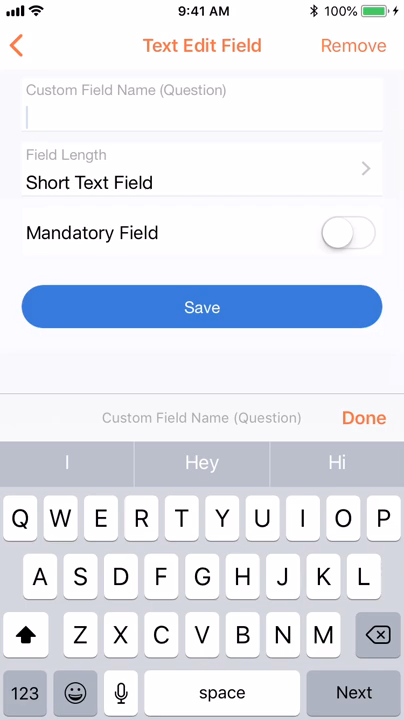 9:41 AM 100%
Text Edit Field Remove
Custom Field Name (Question)
Field Length
Short Text Field
Mandatory Field
Save
Custom Field Name (Question) Done
I Hey Hi
Q W E R T Y U I O P
A S D F G H J K L
Z X C V B N M
123 space Next